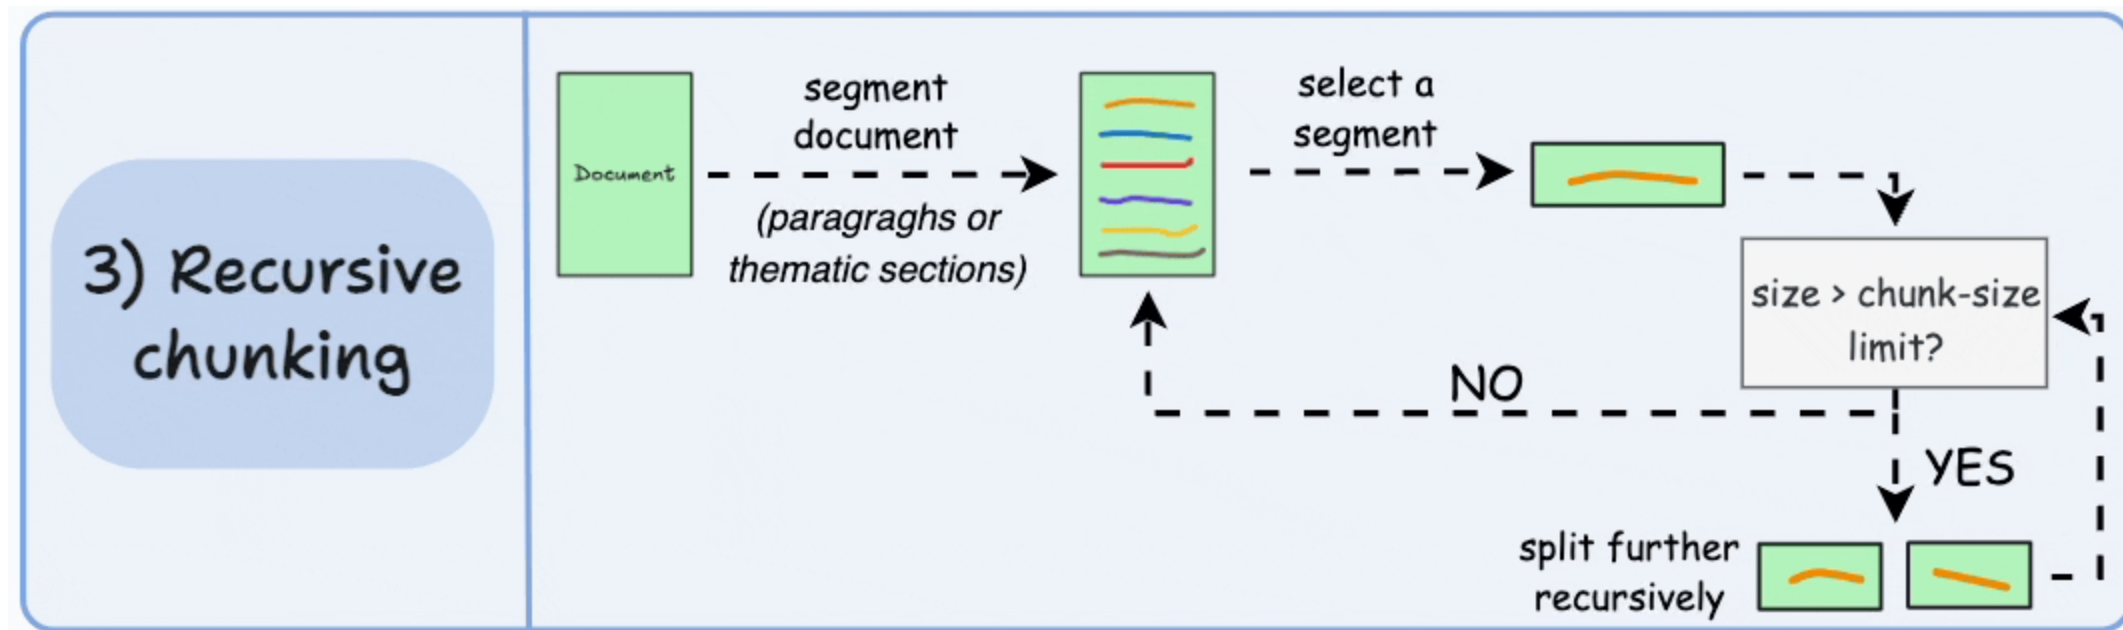 3) Recursive
chunking
Document
segment
document
(paragraghs or
thematic sections)
select a
segment
size > chunk-size
limit?
NO
YES
split further
recursively